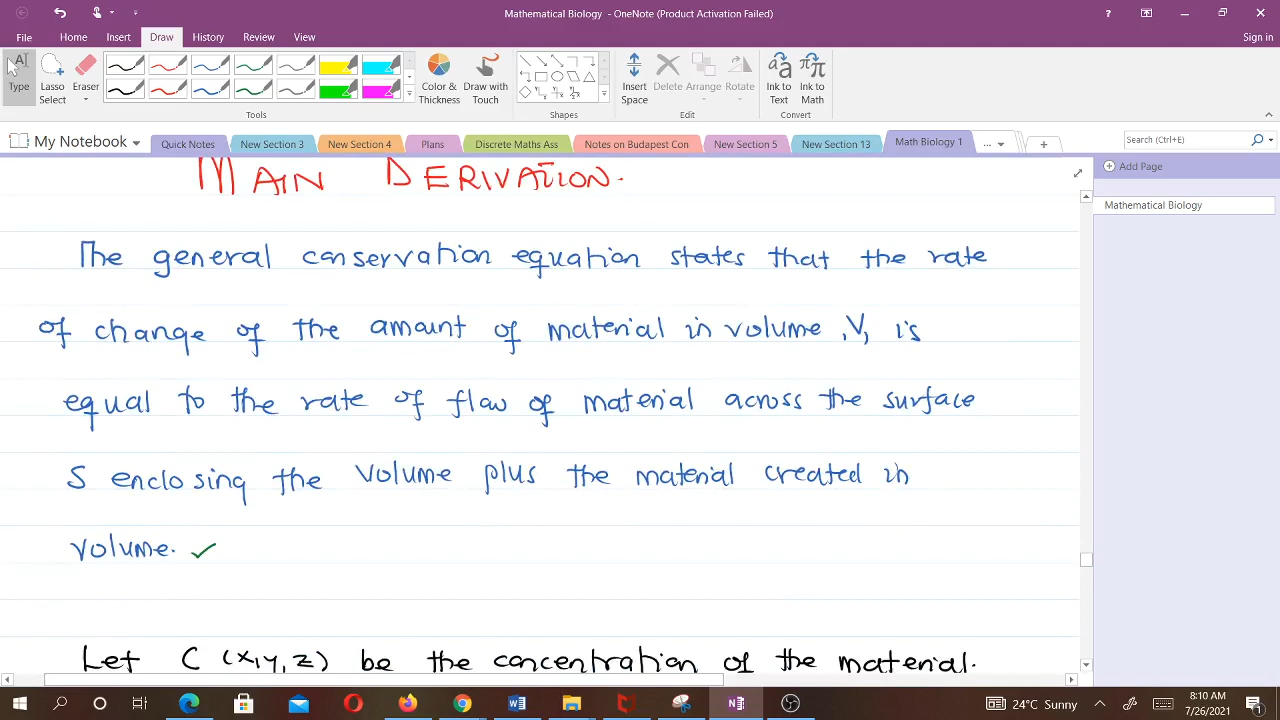 Mathematical Biology - OneNote (Product Activation Failed)
File Home Insert Draw History Review View Sign in
Type
Lasso Select
Eraser
Color & Thickness
Draw with Touch
Insert Space
Delete
Arrange
Rotate
Ink to Text
Ink to Math
Tools Shapes Edit Convert
My Notebook Quick Notes New Section 3 New Section 4 Plans Discrete Maths Ass Notes on Budapest Con New Section 5 New Section 13 Math Biology 1 ... Search (Ctrl+E)
Add Page
Mathematical Biology
MAIN DERIVATION.
The general conservation equation states that the rate
of change of the amount of material in volume ,V, is
equal to the rate of flow of material across the surface
S enclosing the volume plus the material created in
volume. ✓
Let C (x,y,z) be the concentration of the material.
24°C Sunny
8:10 AM
7/26/2021